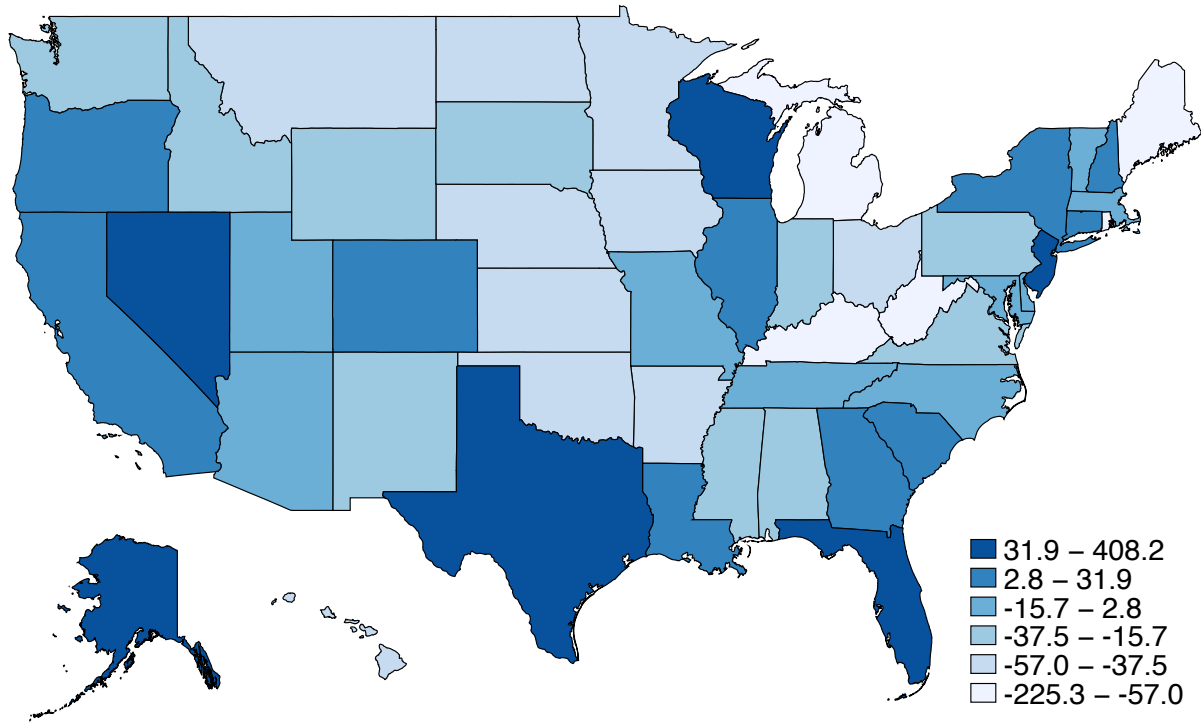 31.9 – 408.2
2.8 – 31.9
-15.7 – 2.8
-37.5 – -15.7
-57.0 – -37.5
-225.3 – -57.0